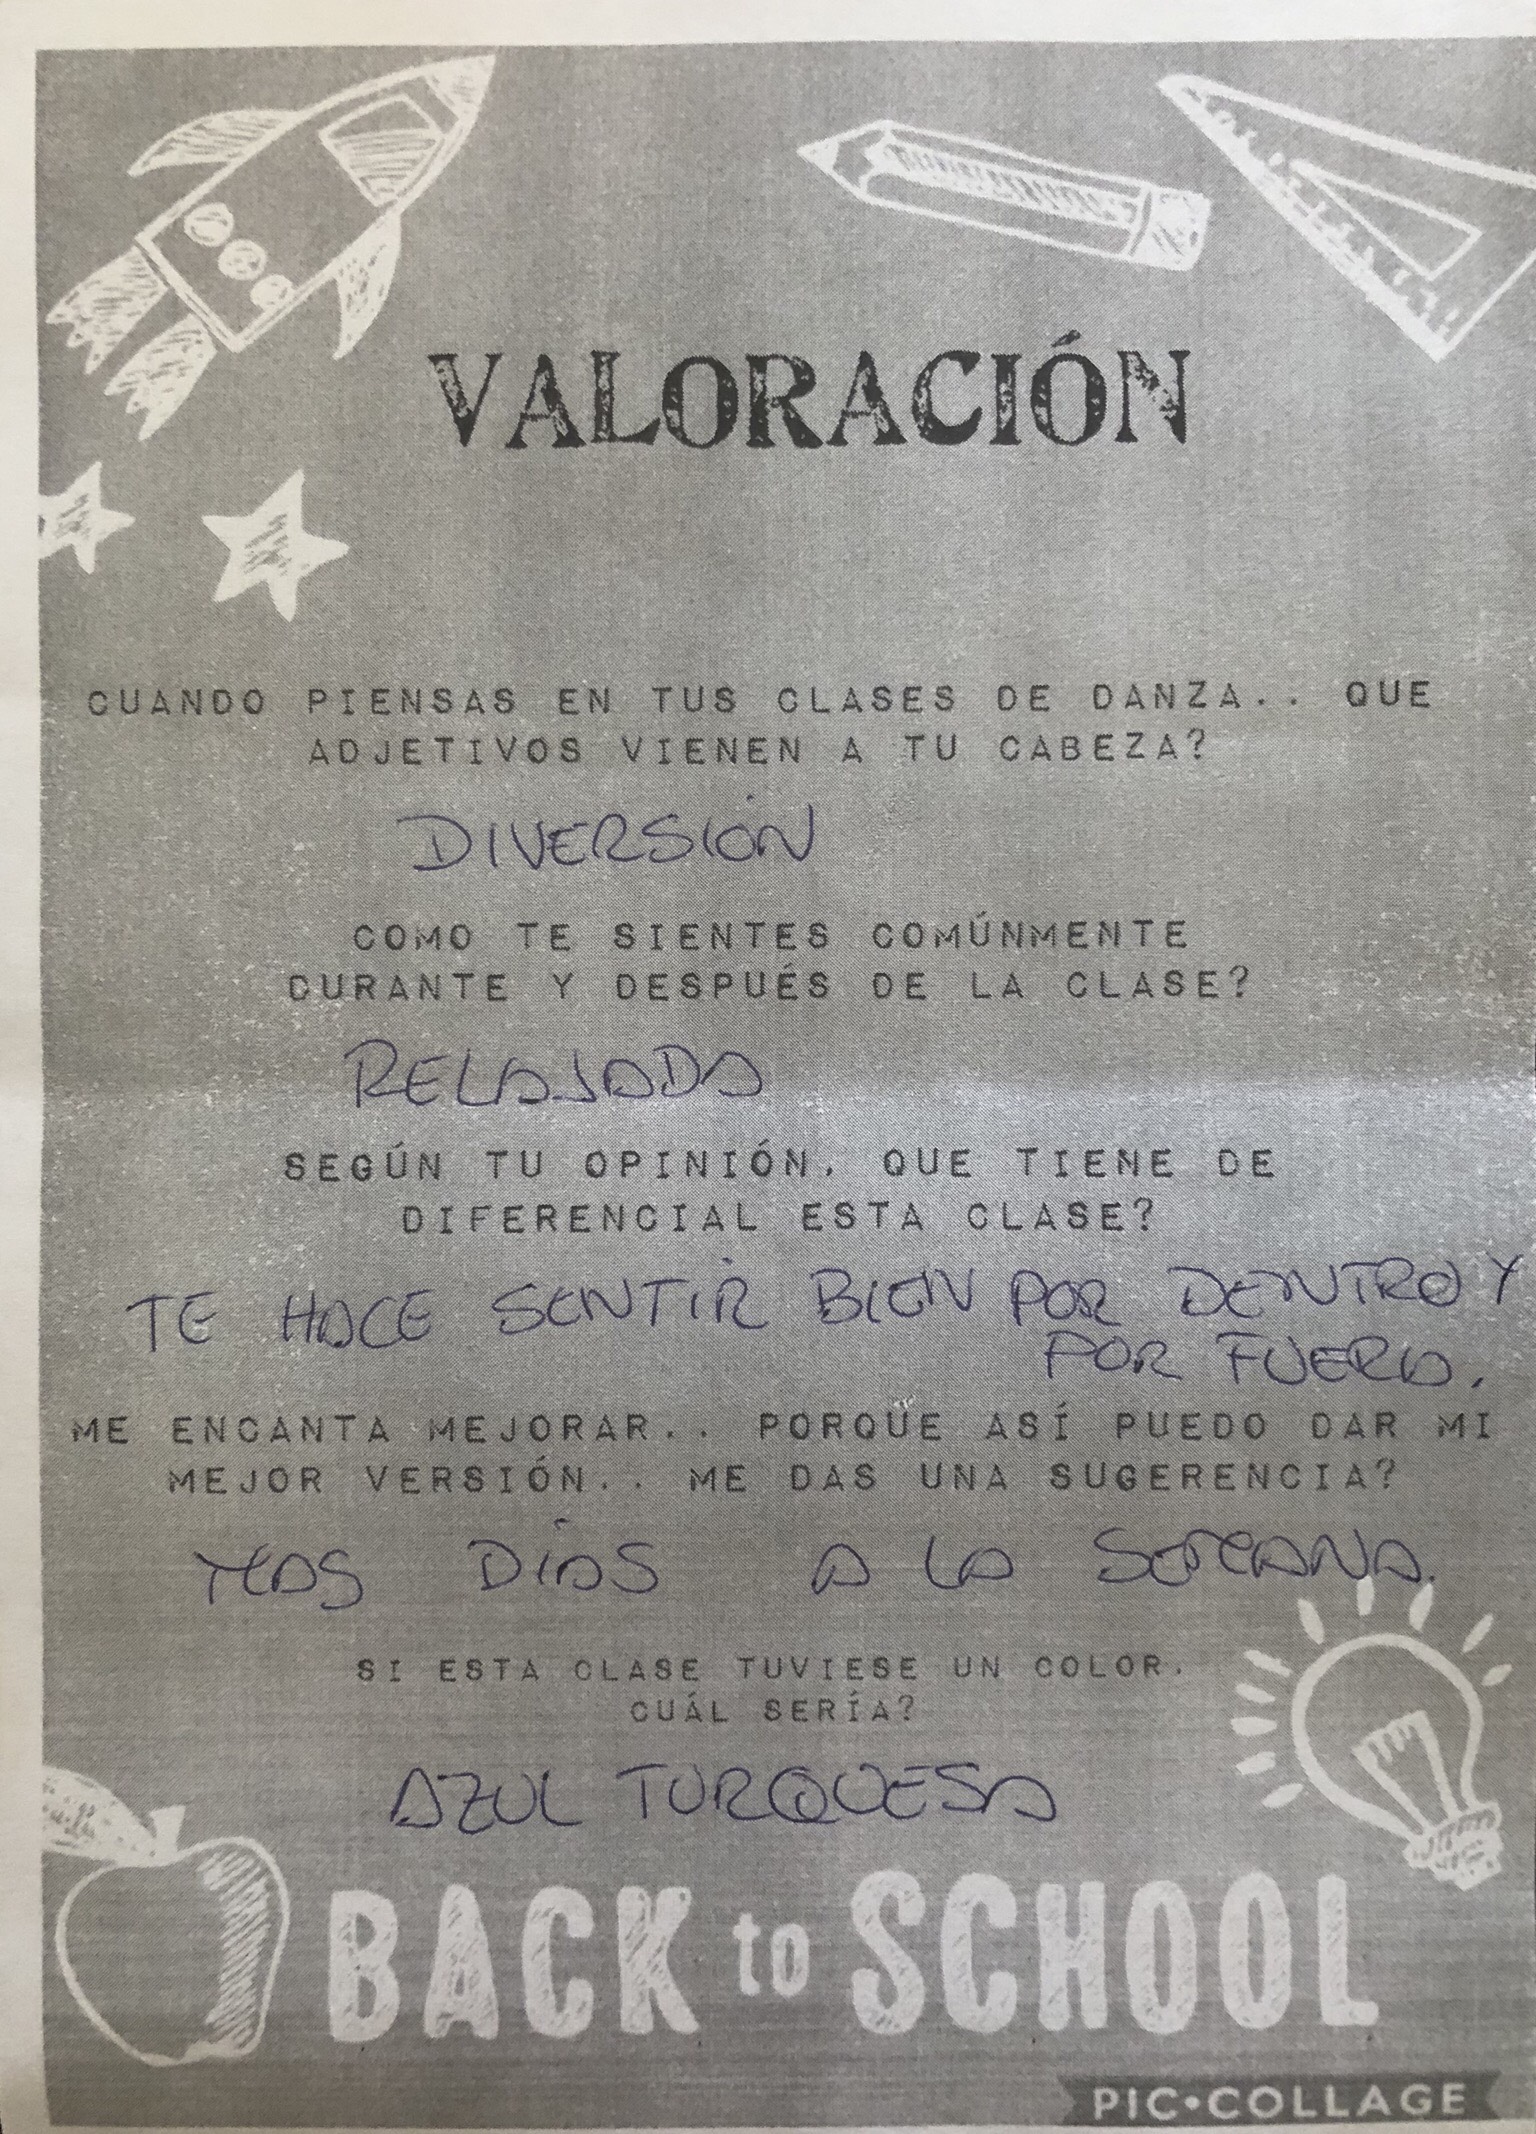 VALORACIÓN
CUANDO PIENSAS EN TUS CLASES DE DANZA.. QUE
ADJETIVOS VIENEN A TU CABEZA?
DIVERSIÓN
COMO TE SIENTES COMÚNMENTE
DURANTE Y DESPUÉS DE LA CLASE?
RELAJADA
SEGÚN TU OPINIÓN, QUE TIENE DE
DIFERENCIAL ESTA CLASE?
TE HACE SENTIR BIEN POR DENTRO Y
POR FUERA.
ME ENCANTA MEJORAR.. PORQUE ASÍ PUEDO DAR MI
MEJOR VERSIÓN.. ME DAS UNA SUGERENCIA?
MAS DÍAS A LA SEMANA.
SI ESTA CLASE TUVIESE UN COLOR,
CUÁL SERÍA?
AZUL TURQUESA
BACK to SCHOOL
PIC•COLLAGE